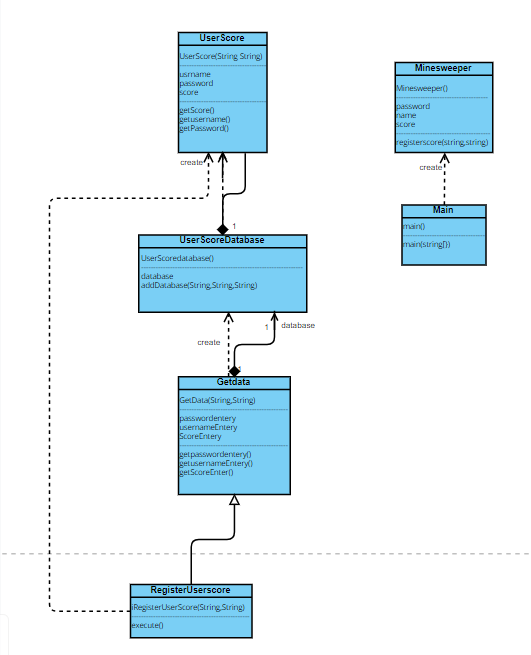 UserScore
UserScore(String String)
usrname
password
score
getScore()
getusername()
getPassword()
create
1
UserScoreDatabase
UserScoredatabase()
database
addDatabase(String,String,String)
create
1
database
1
Getdata
GetData(String,String)
passwordentery
usernameEntery
ScoreEntery
getpasswordentery()
getusernameEntery()
getScoreEnter()
RegisterUserscore
iRegisterUserScore(String,String)
execute()
Minesweeper
Minesweeper()
password
name
score
registerscore(string,string)
create
Main
main()
main(string[])